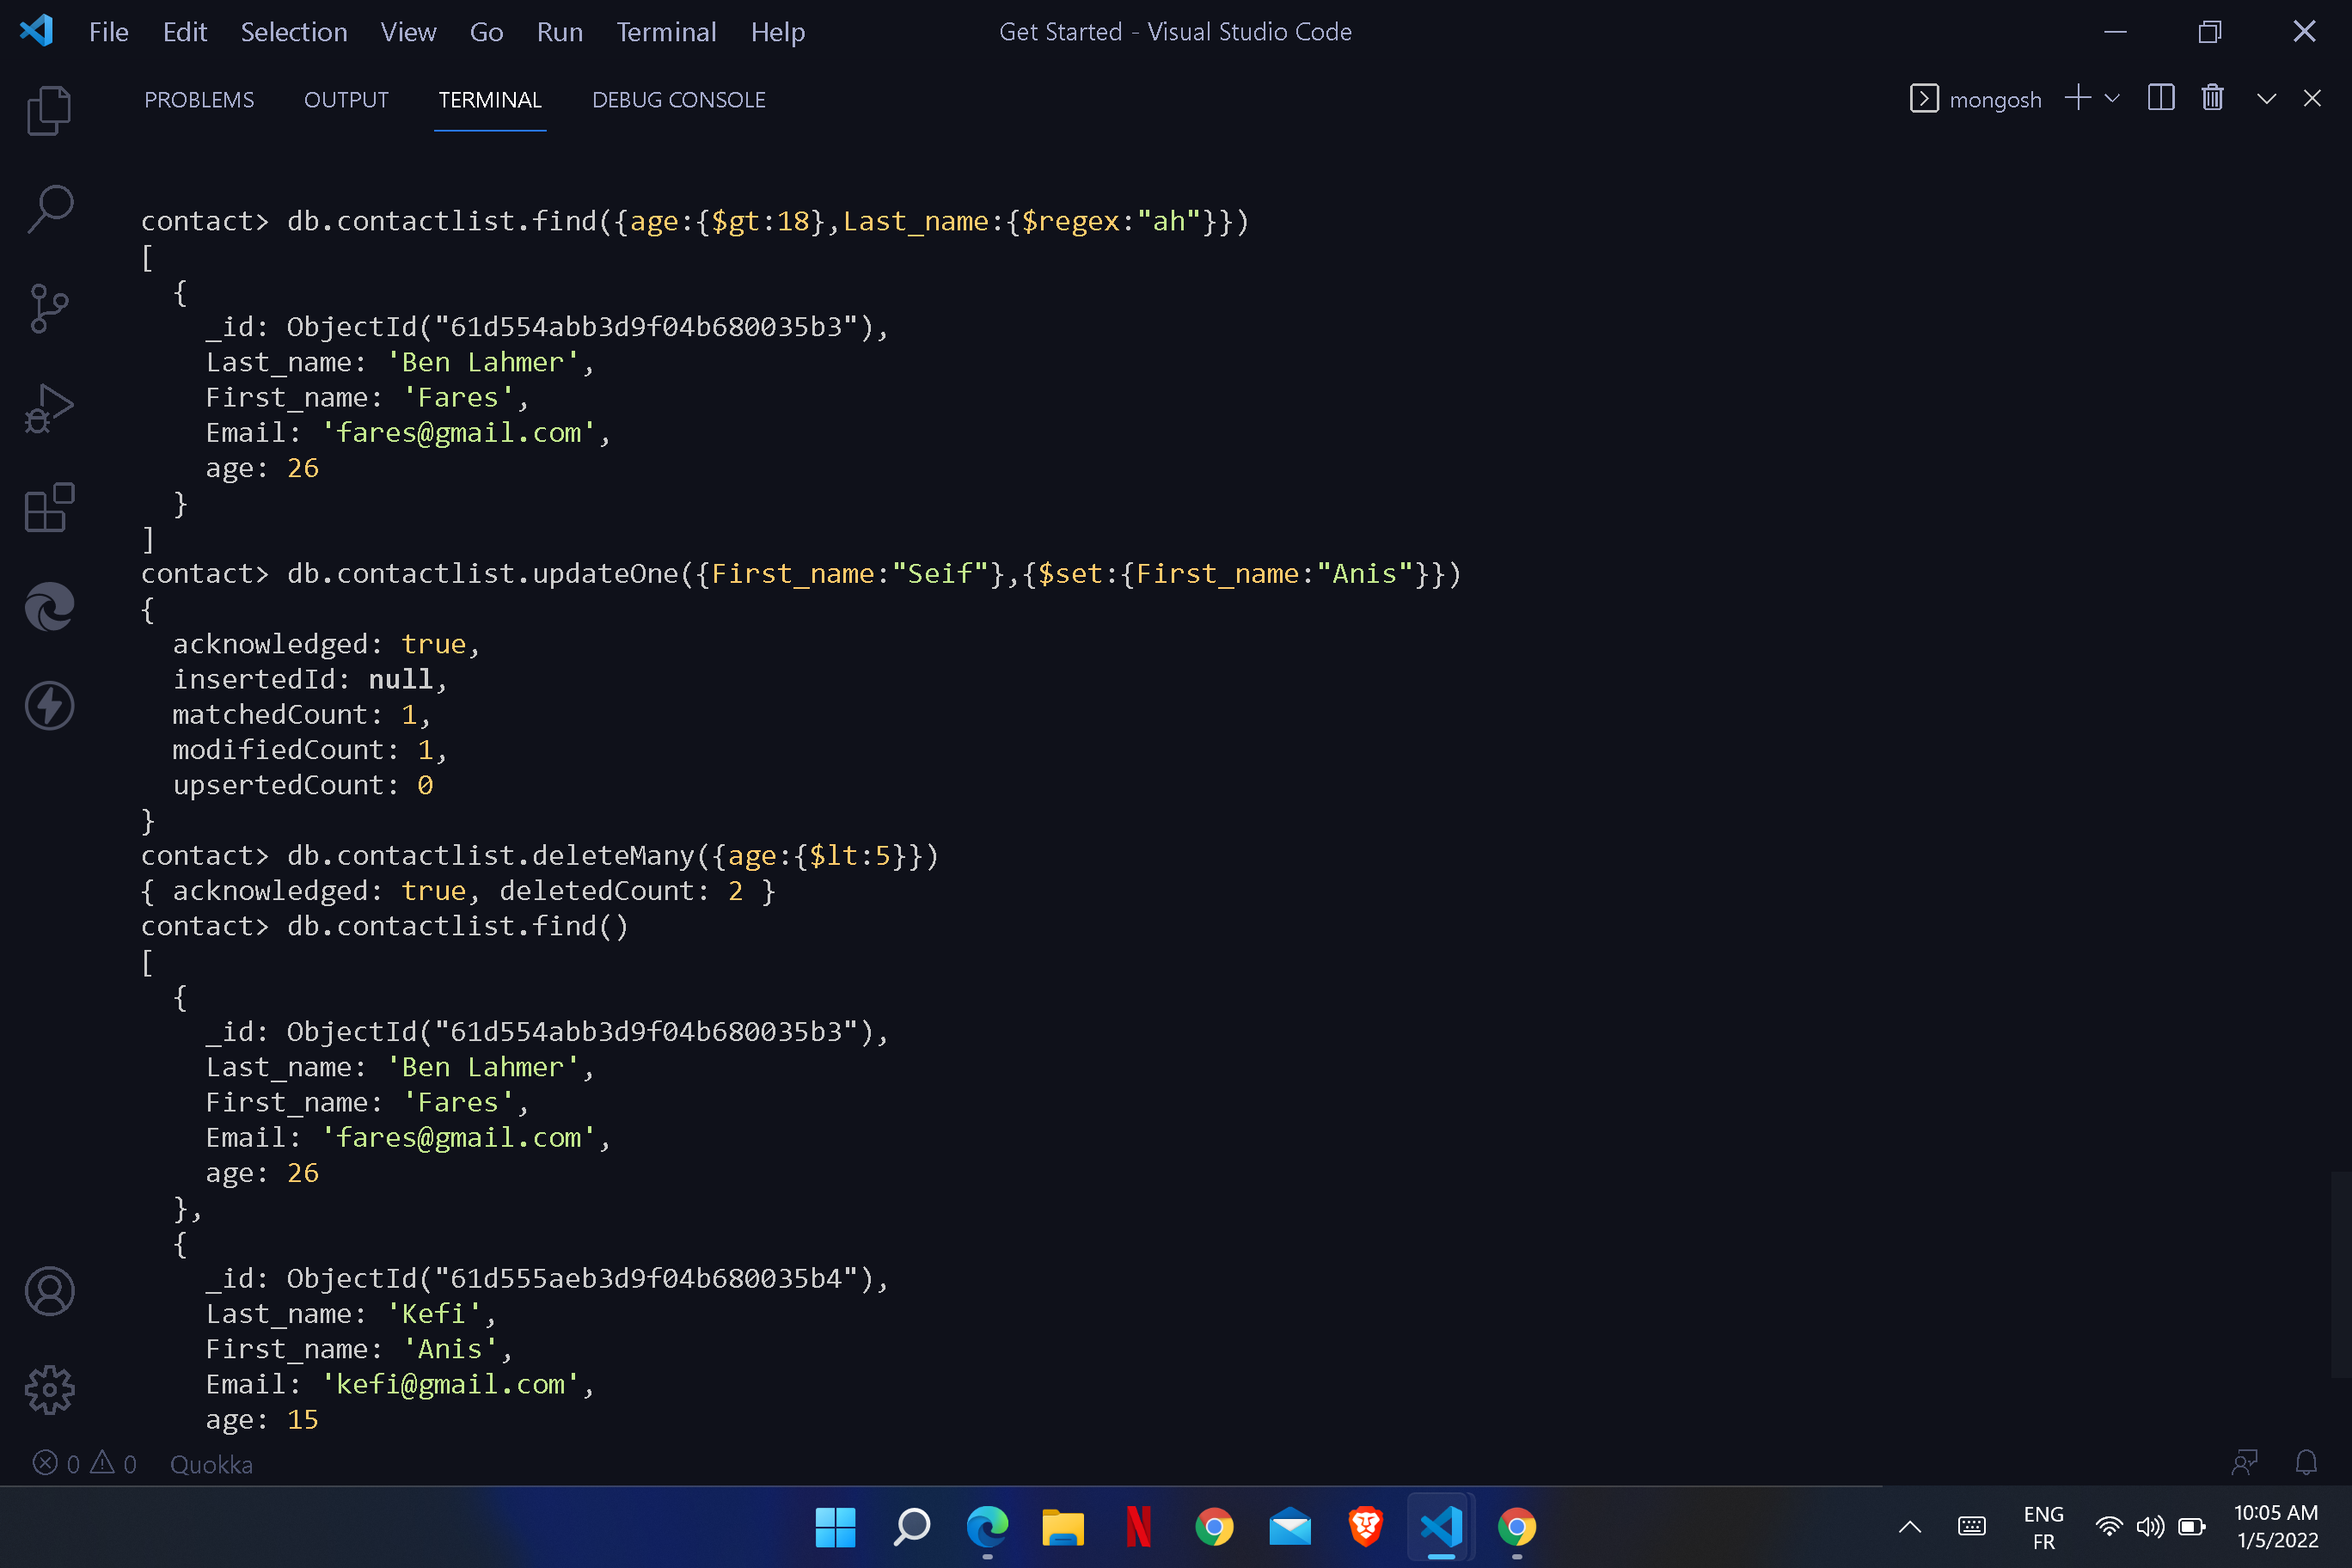 File Edit Selection View Go Run Terminal Help Get Started - Visual Studio Code
PROBLEMS OUTPUT TERMINAL DEBUG CONSOLE mongosh
contact> db.contactlist.find({age:{$gt:18},Last_name:{$regex:"ah"}})
[
  {
    _id: ObjectId("61d554abb3d9f04b680035b3"),
    Last_name: 'Ben Lahmer',
    First_name: 'Fares',
    Email: 'fares@gmail.com',
    age: 26
  }
]
contact> db.contactlist.updateOne({First_name:"Seif"},{$set:{First_name:"Anis"}})
{
  acknowledged: true,
  insertedId: null,
  matchedCount: 1,
  modifiedCount: 1,
  upsertedCount: 0
}
contact> db.contactlist.deleteMany({age:{$lt:5}})
{ acknowledged: true, deletedCount: 2 }
contact> db.contactlist.find()
[
  {
    _id: ObjectId("61d554abb3d9f04b680035b3"),
    Last_name: 'Ben Lahmer',
    First_name: 'Fares',
    Email: 'fares@gmail.com',
    age: 26
  },
  {
    _id: ObjectId("61d555aeb3d9f04b680035b4"),
    Last_name: 'Kefi',
    First_name: 'Anis',
    Email: 'kefi@gmail.com',
    age: 15
0 0 Quokka
ENG
FR
10:05 AM
1/5/2022